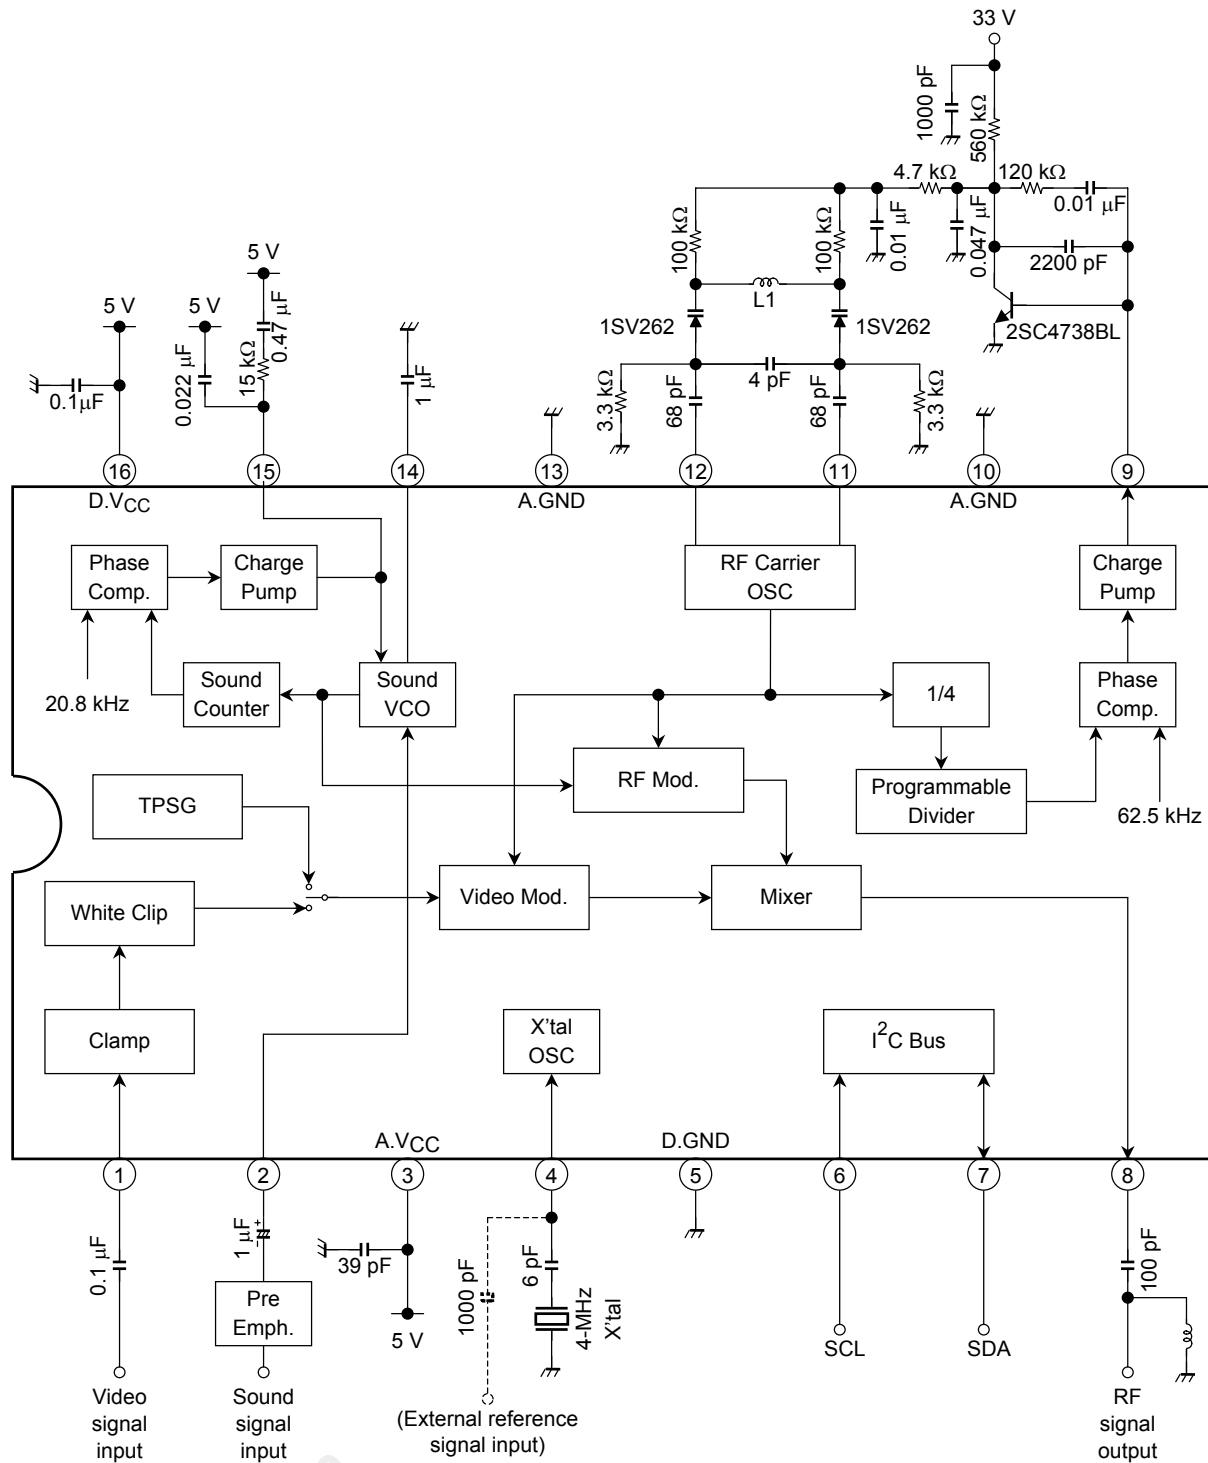 33 V
1000 pF
560 kΩ
4.7 kΩ
120 kΩ
0.01 μF
100 kΩ
100 kΩ
0.01 μF
0.047 μF
2200 pF
L1
1SV262
1SV262
2SC4738BL
5 V
5 V
5 V
0.47 μF
15 kΩ
0.022 μF
0.1μF
1 μF
3.3 kΩ
68 pF
4 pF
68 pF
3.3 kΩ
16
15
14
13
12
11
10
9
D.VCC
A.GND
A.GND
Phase
Comp.
Charge
Pump
RF Carrier
OSC
Charge
Pump
20.8 kHz
Sound
Counter
Sound
VCO
1/4
Phase
Comp.
TPSG
RF Mod.
Programmable
Divider
62.5 kHz
White Clip
Video Mod.
Mixer
Clamp
X'tal
OSC
I2C Bus
A.VCC
D.GND
1
2
3
4
5
6
7
8
0.1 μF
1 μF
+
-
39 pF
1000 pF
6 pF
4-MHz
X'tal
100 pF
Pre
Emph.
5 V
SCL
SDA
Video
signal
input
Sound
signal
input
(External reference
signal input)
RF
signal
output